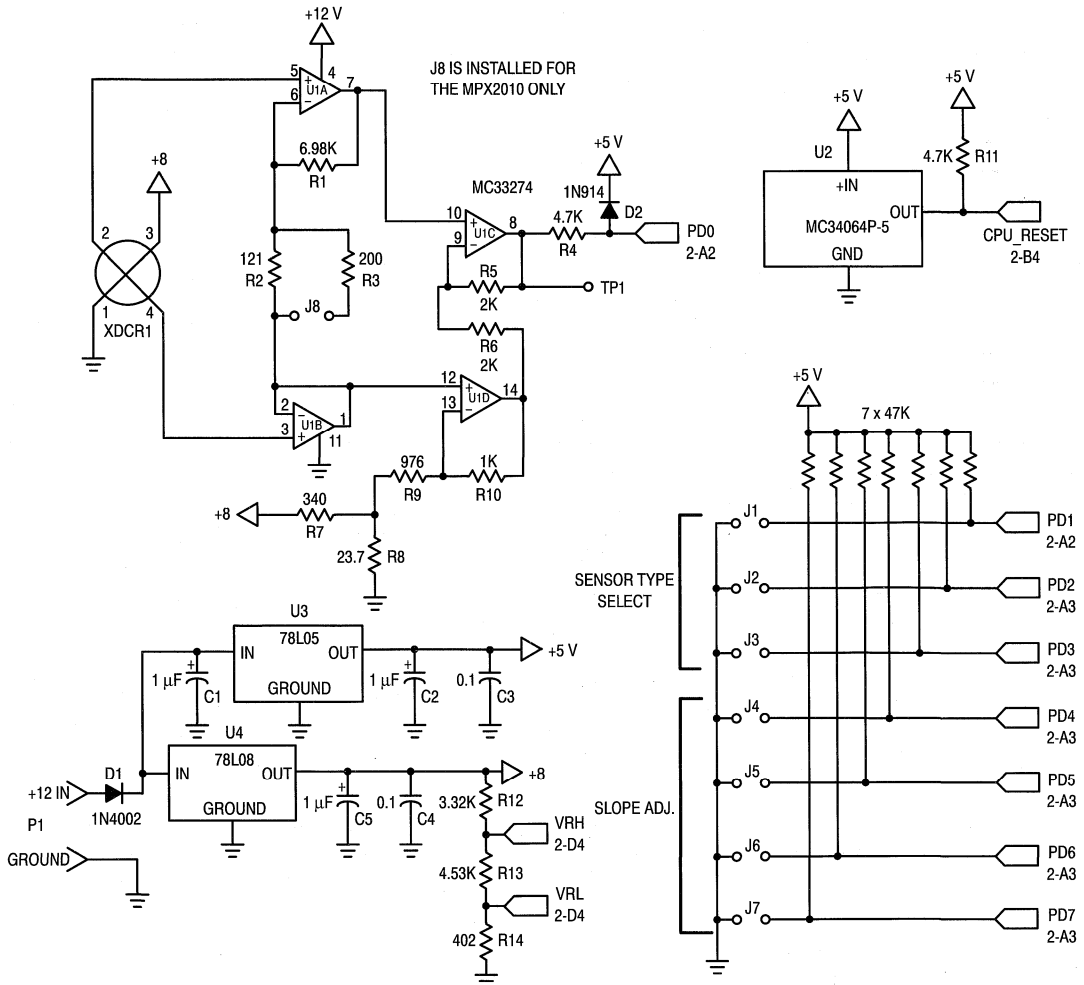 +12 V
5
4
7
+
6
−
U1A
J8 IS INSTALLED FOR
THE MPX2010 ONLY
6.98K
R1
+8
2
3
1
4
XDCR1
121
R2
200
R3
J8
MC33274
10
+
8
9
−
U1C
4.7K
R4
+5 V
1N914
D2
PD0
2-A2
R5
2K
TP1
R6
2K
12
+
14
13
−
U1D
2
−
1
3
+
U1B
11
976
R9
1K
R10
+8
340
R7
23.7
R8
+5 V
U2
+IN
OUT
MC34064P-5
GND
+5 V
4.7K
R11
CPU_RESET
2-B4
U3
78L05
IN
OUT
GROUND
+
1 μF
C1
+
1 μF
C2
0.1
C3
+5 V
U4
78L08
IN
OUT
GROUND
D1
+12 IN
1N4002
P1
GROUND
+
1 μF
C5
0.1
C4
+8
3.32K
R12
VRH
2-D4
4.53K
R13
VRL
2-D4
402
R14
+5 V
7 x 47K
SENSOR TYPE
SELECT
SLOPE ADJ.
J1
PD1
2-A2
J2
PD2
2-A3
J3
PD3
2-A3
J4
PD4
2-A3
J5
PD5
2-A3
J6
PD6
2-A3
J7
PD7
2-A3